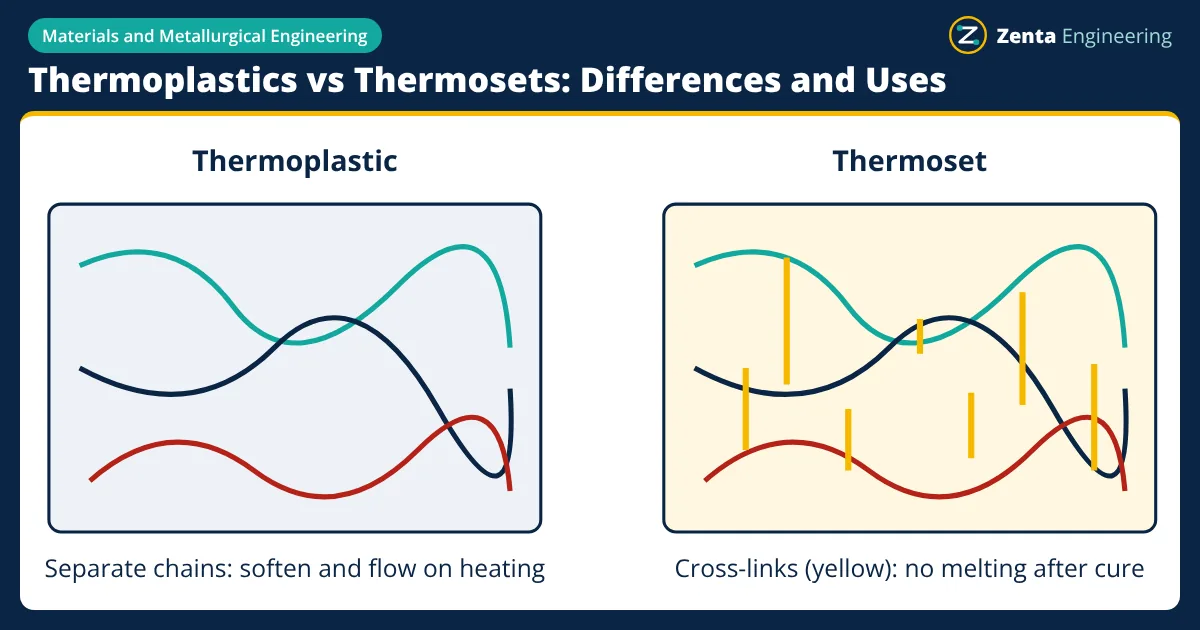 Materials and Metallurgical Engineering
Zenta Engineering
Thermoplastics vs Thermosets: Differences and Uses
Thermoplastic
Thermoset
Separate chains: soften and flow on heating
Cross-links (yellow): no melting after cure